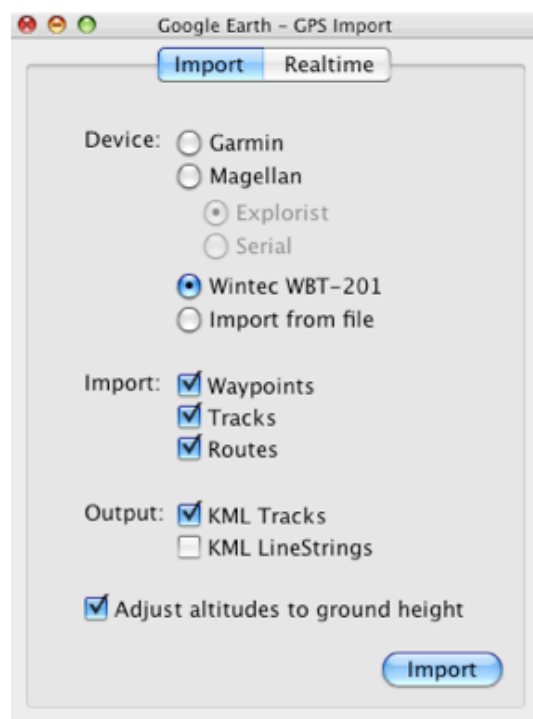 Google Earth – GPS Import
Import Realtime
Device: Garmin
Magellan
Explorist
Serial
Wintec WBT-201
Import from file
Import: Waypoints
Tracks
Routes
Output: KML Tracks
KML LineStrings
Adjust altitudes to ground height
Import